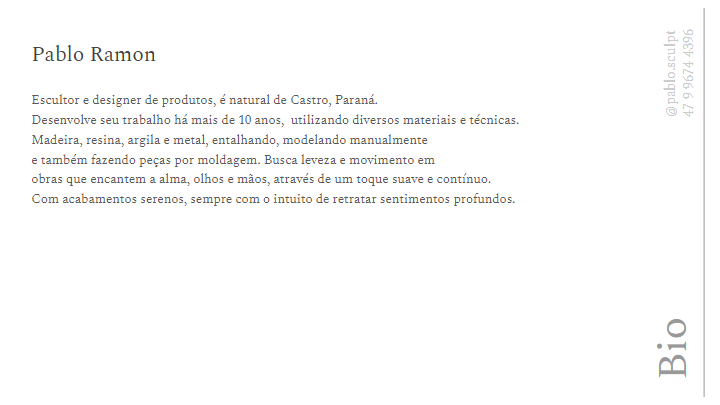 Pablo Ramon
Escultor e designer de produtos, é natural de Castro, Paraná.
Desenvolve seu trabalho há mais de 10 anos,  utilizando diversos materiais e técnicas.
Madeira, resina, argila e metal, entalhando, modelando manualmente
e também fazendo peças por moldagem. Busca leveza e movimento em
obras que encantem a alma, olhos e mãos, através de um toque suave e contínuo.
Com acabamentos serenos, sempre com o intuito de retratar sentimentos profundos.
@pablo.sculpt
47 9 9674 4396
Bio